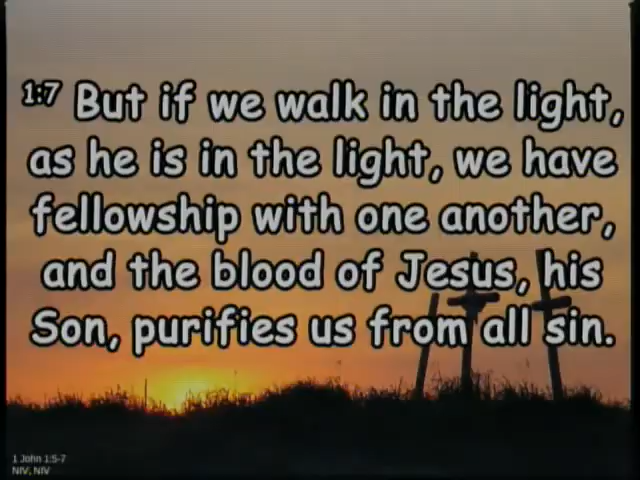 1:7 But if we walk in the light,
as he is in the light, we have
fellowship with one another,
and the blood of Jesus, his
Son, purifies us from all sin.
1 John 1:5-7
NIV, NIV